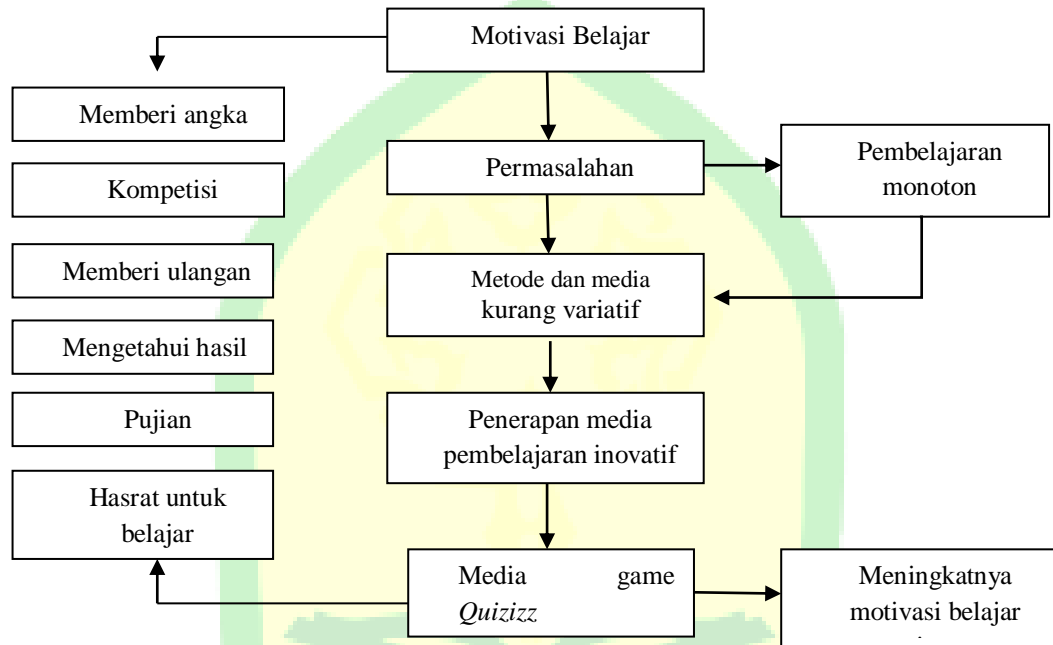 Motivasi Belajar
Memberi angka
Kompetisi
Memberi ulangan
Mengetahui hasil
Pujian
Hasrat untuk
belajar
Permasalahan
Pembelajaran
monoton
Metode dan media
kurang variatif
Penerapan media
pembelajaran inovatif
Media game
Quizizz
Meningkatnya
motivasi belajar